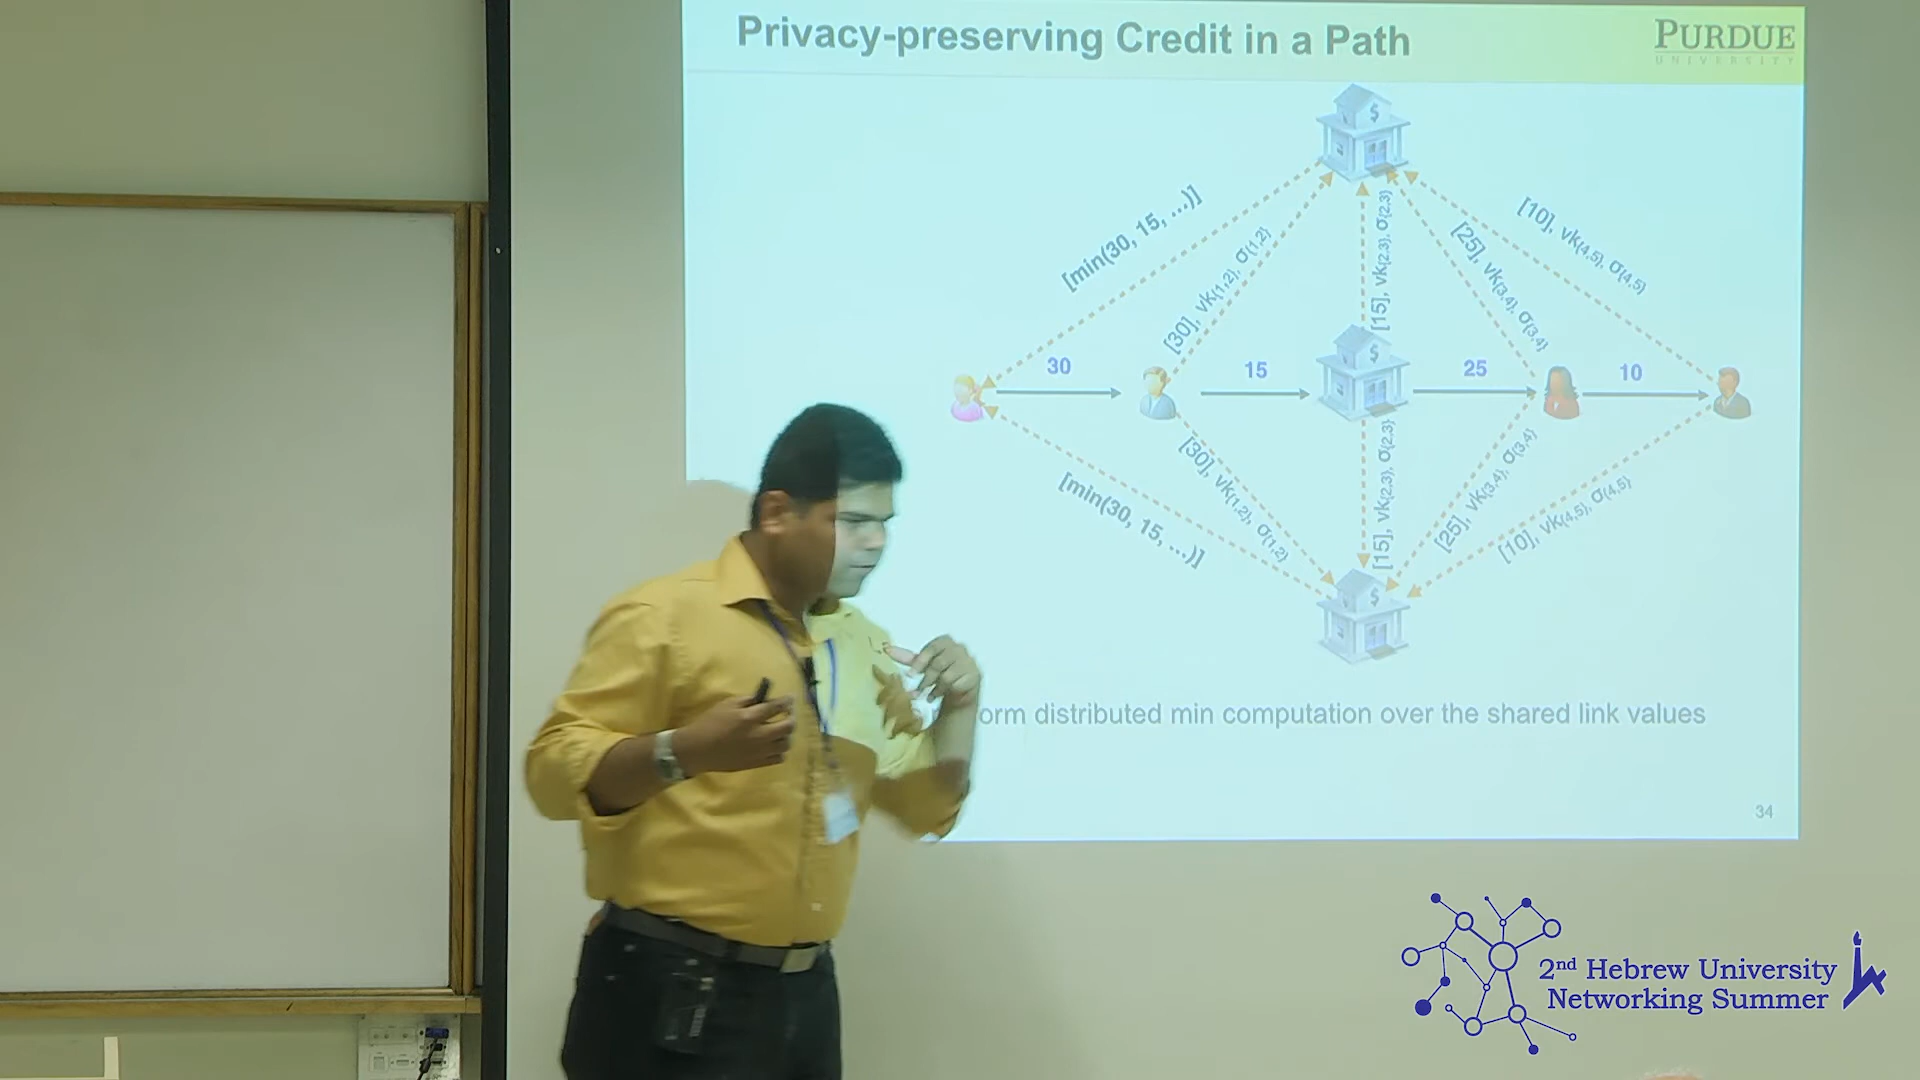 Privacy-preserving Credit in a Path
PURDUE
UNIVERSITY
[min(30, 15, ...)]
[30], vk{1,2}, σ{1,2}
[15], vk{2,3}, σ{2,3}
[25], vk{3,4}, σ{3,4}
[10], vk{4,5}, σ{4,5}
30
15
25
10
[min(30, 15, ...)]
[30], vk{1,2}, σ{1,2}
[15], vk{2,3}, σ{2,3}
[25], vk{3,4}, σ{3,4}
[10], vk{4,5}, σ{4,5}
distributed min computation over the shared link values
34
2nd Hebrew University
Networking Summer